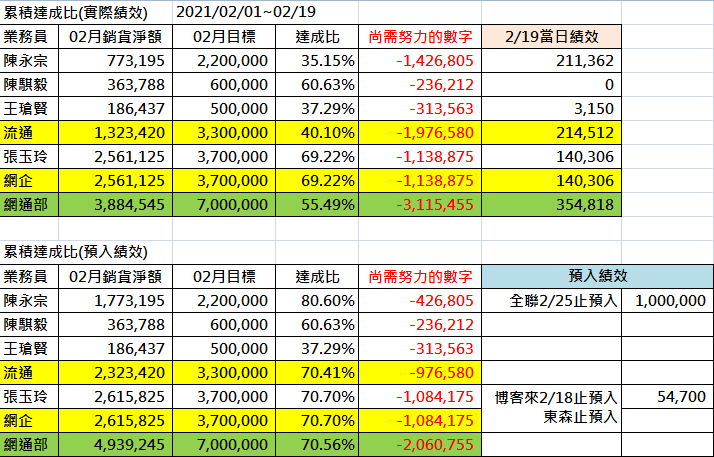 累積達成比(實際績效) 2021/02/01~02/19
業務員 02月銷貨淨額 02月目標 達成比 尚需努力的數字 2/19當日績效
陳永宗 773,195 2,200,000 35.15% -1,426,805 211,362
陳騏毅 363,788 600,000 60.63% -236,212 0
王瑲賢 186,437 500,000 37.29% -313,563 3,150
流通 1,323,420 3,300,000 40.10% -1,976,580 214,512
張玉玲 2,561,125 3,700,000 69.22% -1,138,875 140,306
網企 2,561,125 3,700,000 69.22% -1,138,875 140,306
網通部 3,884,545 7,000,000 55.49% -3,115,455 354,818
累積達成比(預入績效)
業務員 02月銷貨淨額 02月目標 達成比 尚需努力的數字 預入績效
陳永宗 1,773,195 2,200,000 80.60% -426,805 全聯2/25止預入 1,000,000
陳騏毅 363,788 600,000 60.63% -236,212
王瑲賢 186,437 500,000 37.29% -313,563
流通 2,323,420 3,300,000 70.41% -976,580
張玉玲 2,615,825 3,700,000 70.70% -1,084,175 博客來2/18止預入 54,700
網企 2,615,825 3,700,000 70.70% -1,084,175 東森止預入
網通部 4,939,245 7,000,000 70.56% -2,060,755